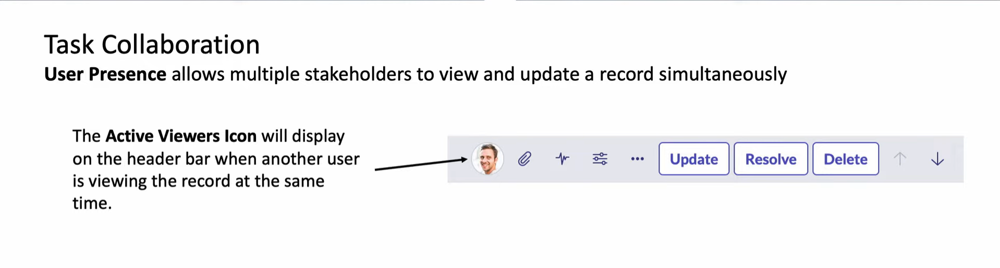 Task Collaboration
User Presence allows multiple stakeholders to view and update a record simultaneously
The Active Viewers Icon will display
on the header bar when another user
is viewing the record at the same
time.
Update Resolve Delete